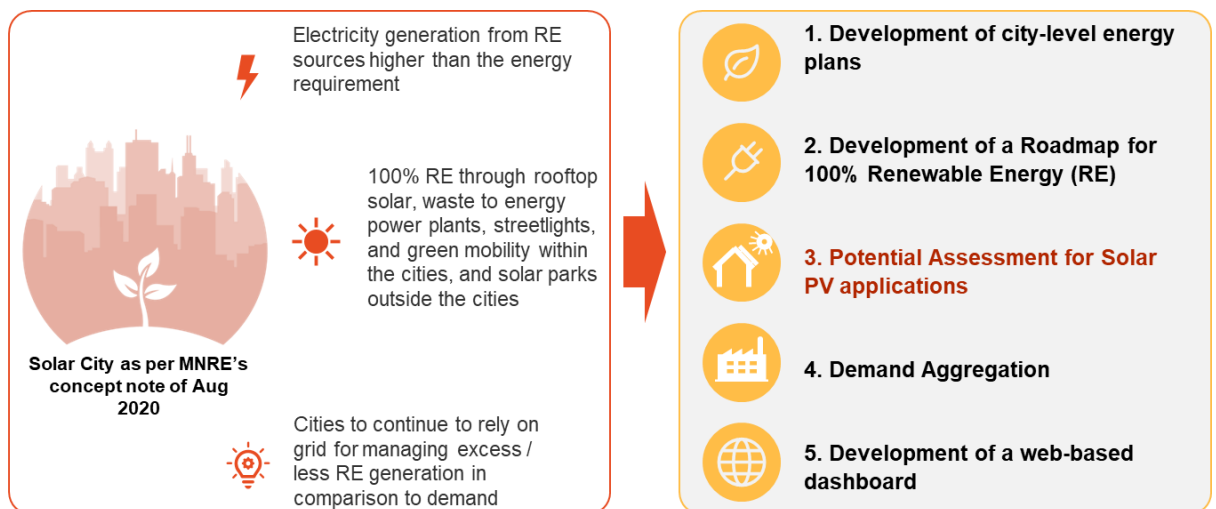 Electricity generation from RE
sources higher than the energy
requirement
100% RE through rooftop
solar, waste to energy
power plants, streetlights,
and green mobility within
the cities, and solar parks
outside the cities
Solar City as per MNRE’s
concept note of Aug
2020
Cities to continue to rely on
grid for managing excess /
less RE generation in
comparison to demand
1. Development of city-level energy
plans
2. Development of a Roadmap for
100% Renewable Energy (RE)
3. Potential Assessment for Solar
PV applications
4. Demand Aggregation
5. Development of a web-based
dashboard